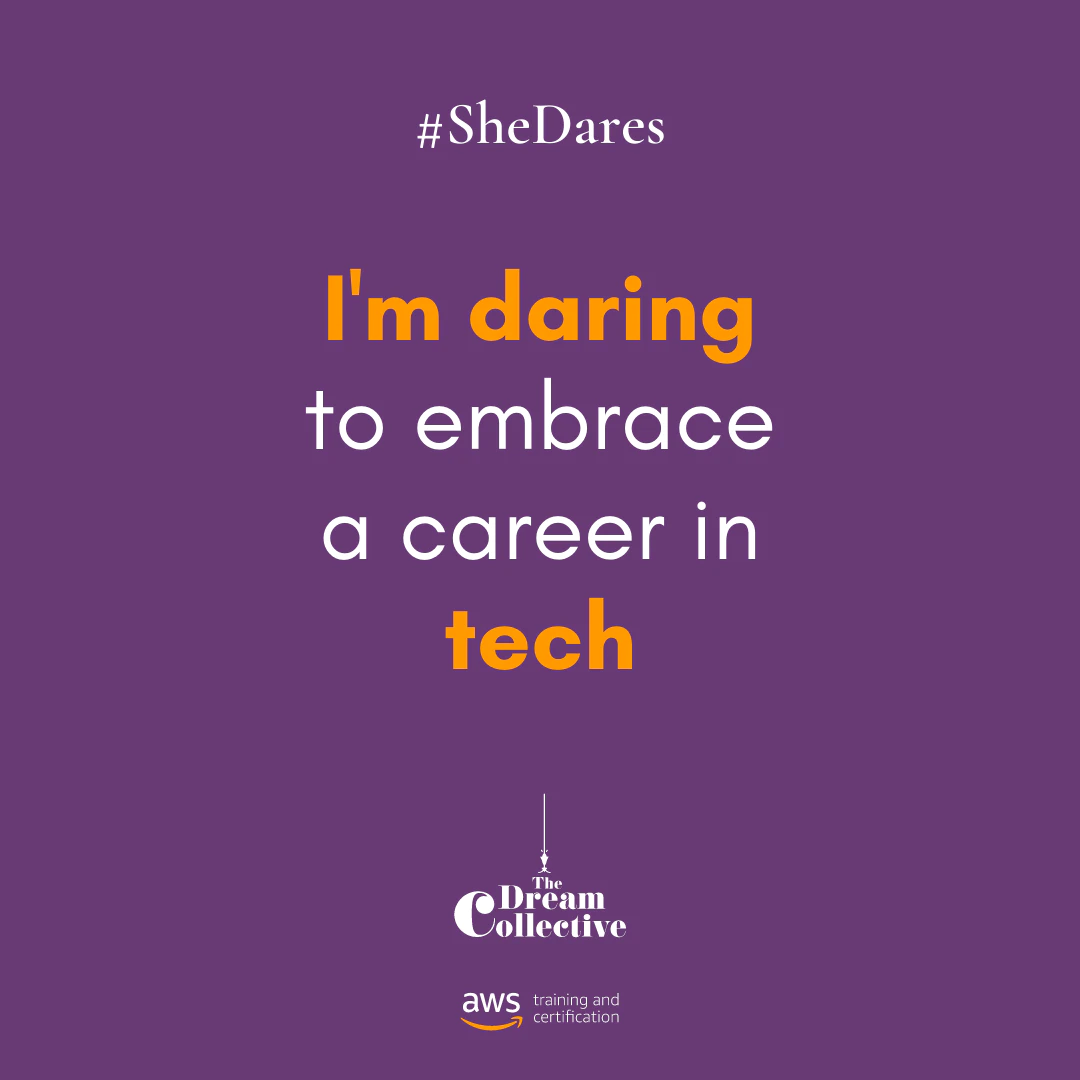 #SheDares
I'm daring
to embrace
a career in
tech
The
Dream
Collective
aws training and
certification